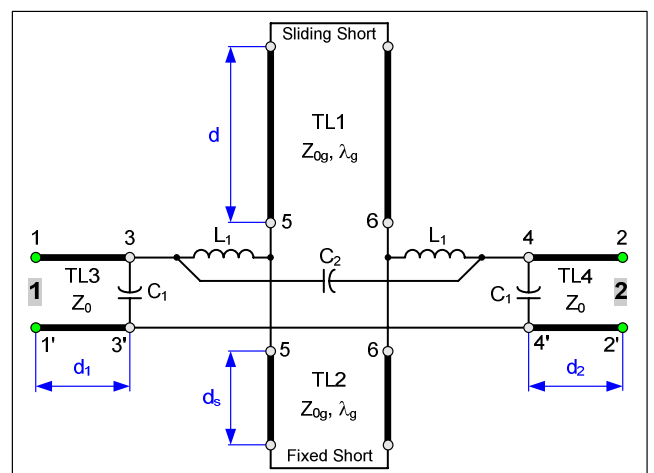 Sliding Short
TL1
Z0g, λg
d
5 6
1 3 L1 C2 L1 4 2
1 TL3 Z0 C1 C1 TL4 Z0 2
1' 3' 4' 2'
5 6
d1 ds TL2 d2
Z0g, λg
Fixed Short